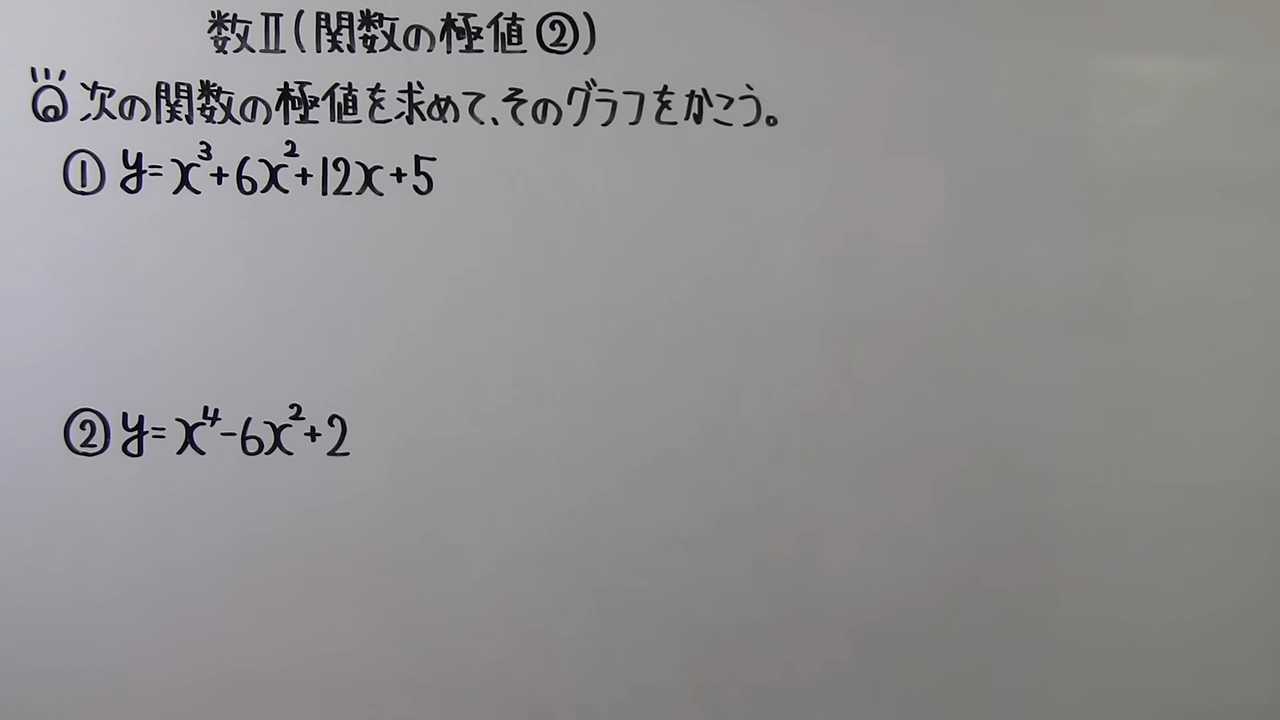 数Ⅱ(関数の極値②)
Q 次の関数の極値を求めて、そのグラフをかこう。
① y=x³+6x²+12x+5
② y=x⁴-6x²+2